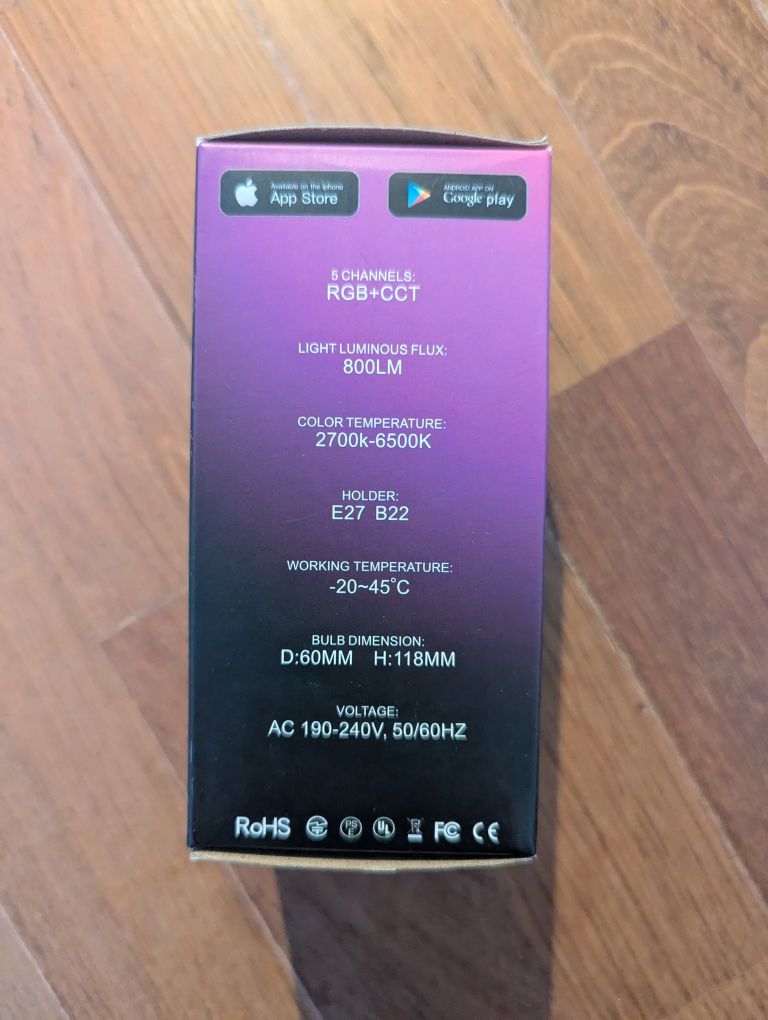 Available on the Iphone
App Store
ANDROID APP ON
Google play
5 CHANNELS:
RGB+CCT
LIGHT LUMINOUS FLUX:
800LM
COLOR TEMPERATURE:
2700k-6500K
HOLDER:
E27 B22
WORKING TEMPERATURE:
-20~45°C
BULB DIMENSION:
D:60MM H:118MM
VOLTAGE:
AC 190-240V, 50/60HZ
RoHS PS E UL FC CE